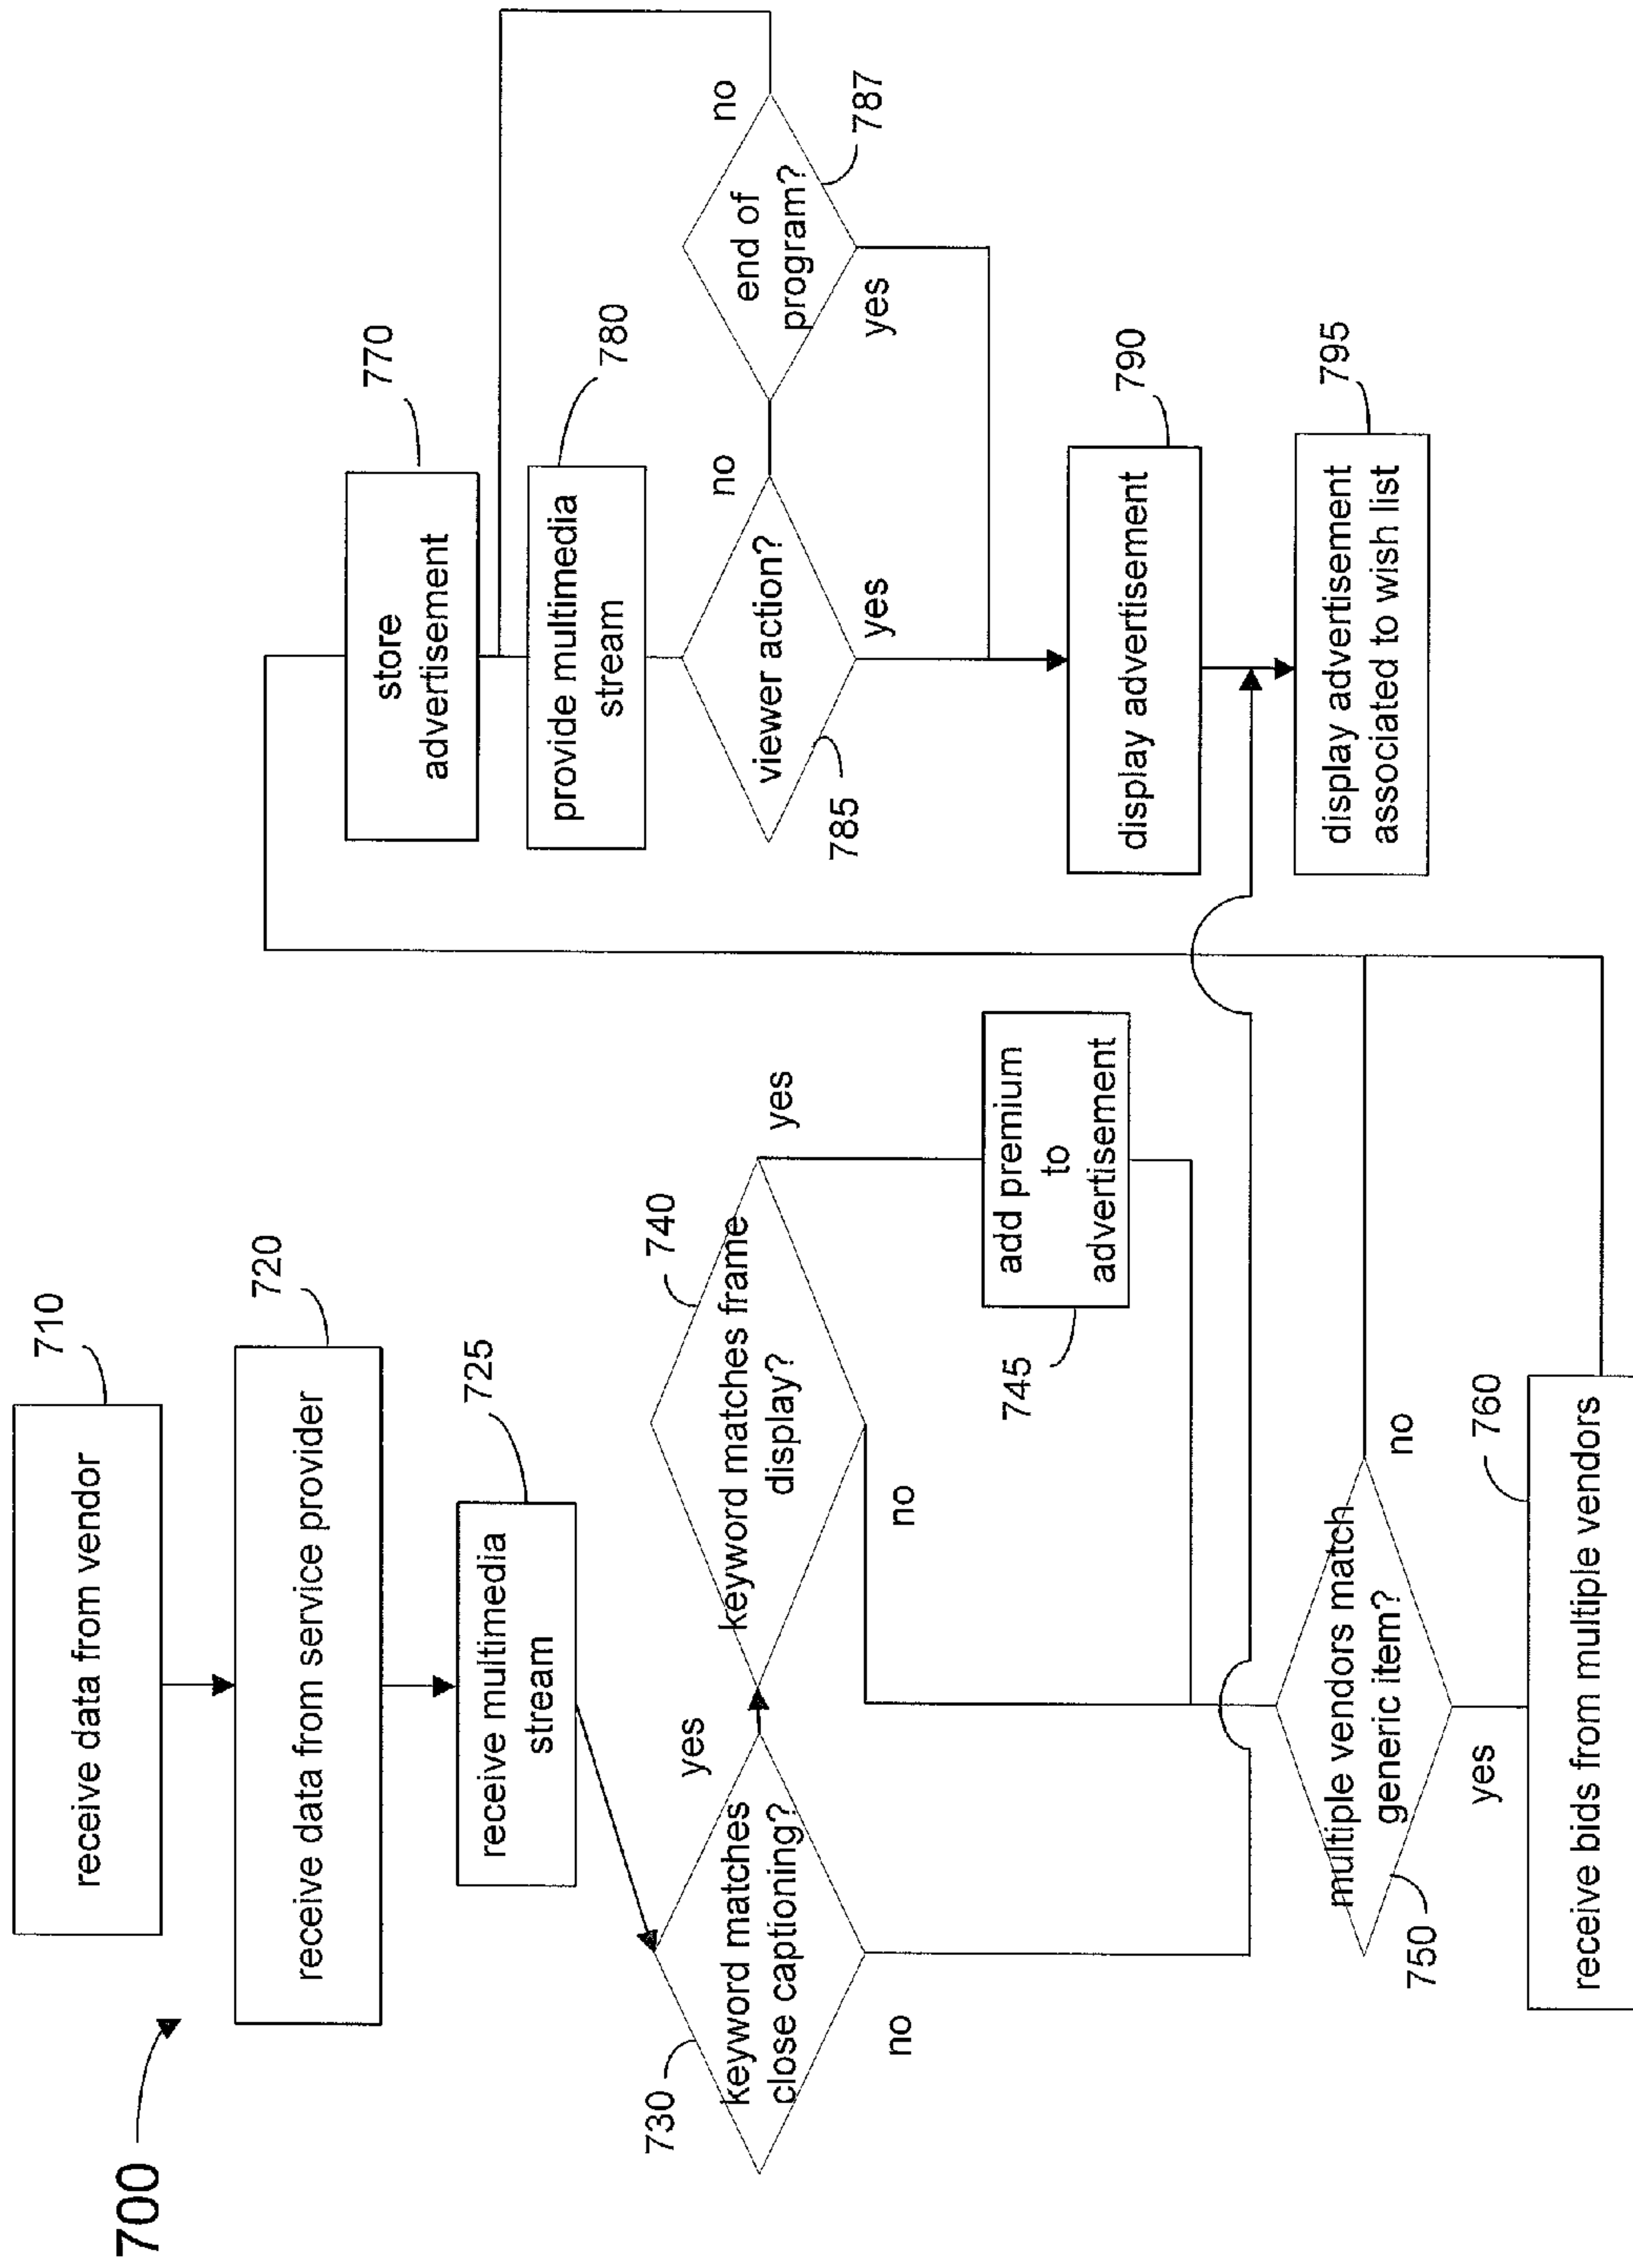 700
receive data from vendor
710
receive data from service provider
720
receive multimedia
stream
725
keyword matches
close captioning?
730
yes
no
keyword matches frame
display?
740
yes
no
add premium
to
advertisement
745
multiple vendors match
generic item?
750
no
yes
receive bids from multiple vendors
760
store
advertisement
770
provide multimedia
stream
780
viewer action?
785
no
yes
end of
program?
787
no
yes
display advertisement
790
display advertisement
associated to wish list
795